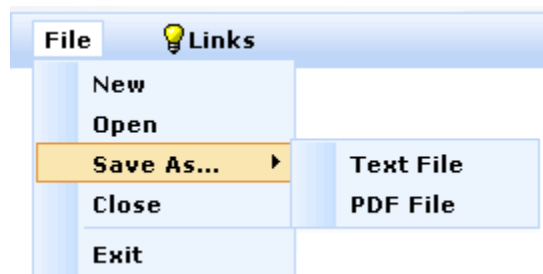 File Links
New
Open
Save As... Text File
Close PDF File
Exit